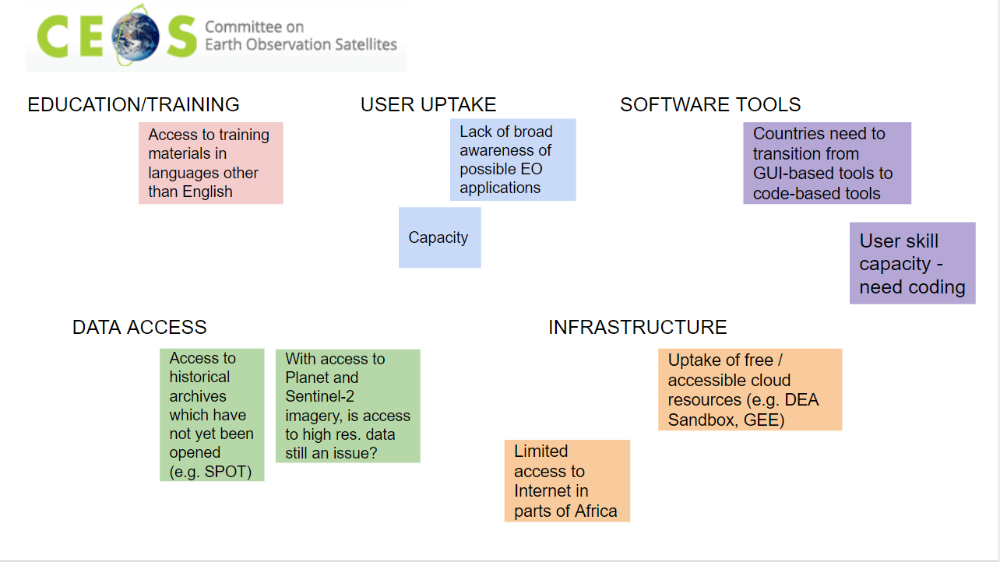 CEOS
Committee on
Earth Observation Satellites
EDUCATION/TRAINING
Access to training
materials in
languages other
than English
USER UPTAKE
Lack of broad
awareness of
possible EO
applications
Capacity
SOFTWARE TOOLS
Countries need to
transition from
GUI-based tools to
code-based tools
User skill
capacity -
need coding
DATA ACCESS
Access to
historical
archives
which have
not yet been
opened
(e.g. SPOT)
With access to
Planet and
Sentinel-2
imagery, is access
to high res. data
still an issue?
INFRASTRUCTURE
Uptake of free /
accessible cloud
resources (e.g. DEA
Sandbox, GEE)
Limited
access to
Internet in
parts of Africa